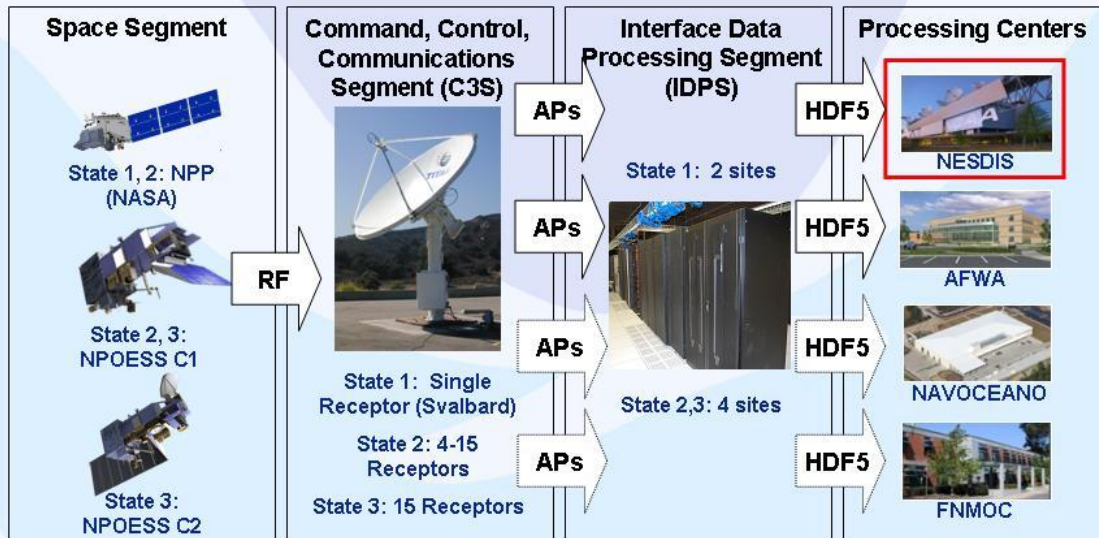 Space Segment
State 1, 2: NPP
(NASA)
State 2, 3:
NPOESS C1
State 3:
NPOESS C2
RF
Command, Control,
Communications
Segment (C3S)
TITAN
State 1: Single
Receptor (Svalbard)
State 2: 4-15
Receptors
State 3: 15 Receptors
APs
APs
APs
APs
Interface Data
Processing Segment
(IDPS)
State 1: 2 sites
State 2,3: 4 sites
HDF5
HDF5
HDF5
HDF5
Processing Centers
NESDIS
AFWA
NAVOCEANO
FNMOC